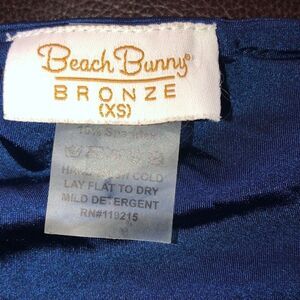 Beach Bunny®
BRONZE
(XS)
HAND WASH COLD
LAY FLAT TO DRY
MILD DETERGENT
RN#119215